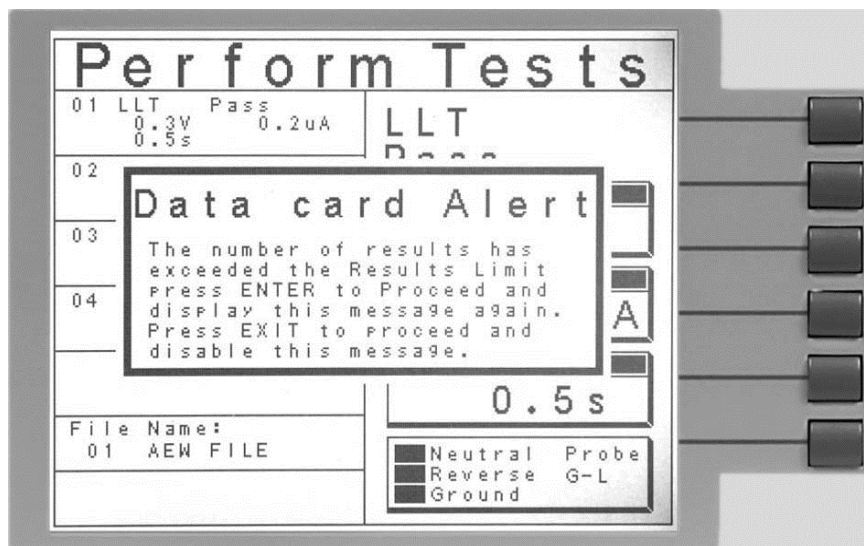 Perform Tests
01 LLT Pass
0.3V 0.2uA
0.5s
02
03
04
File Name:
01 AEW FILE
LLT
Data card Alert
The number of results has
exceeded the Results Limit
press ENTER to Proceed and
display this message again.
Press EXIT to proceed and
disable this message.
A
0.5s
Neutral Probe
Reverse G-L
Ground